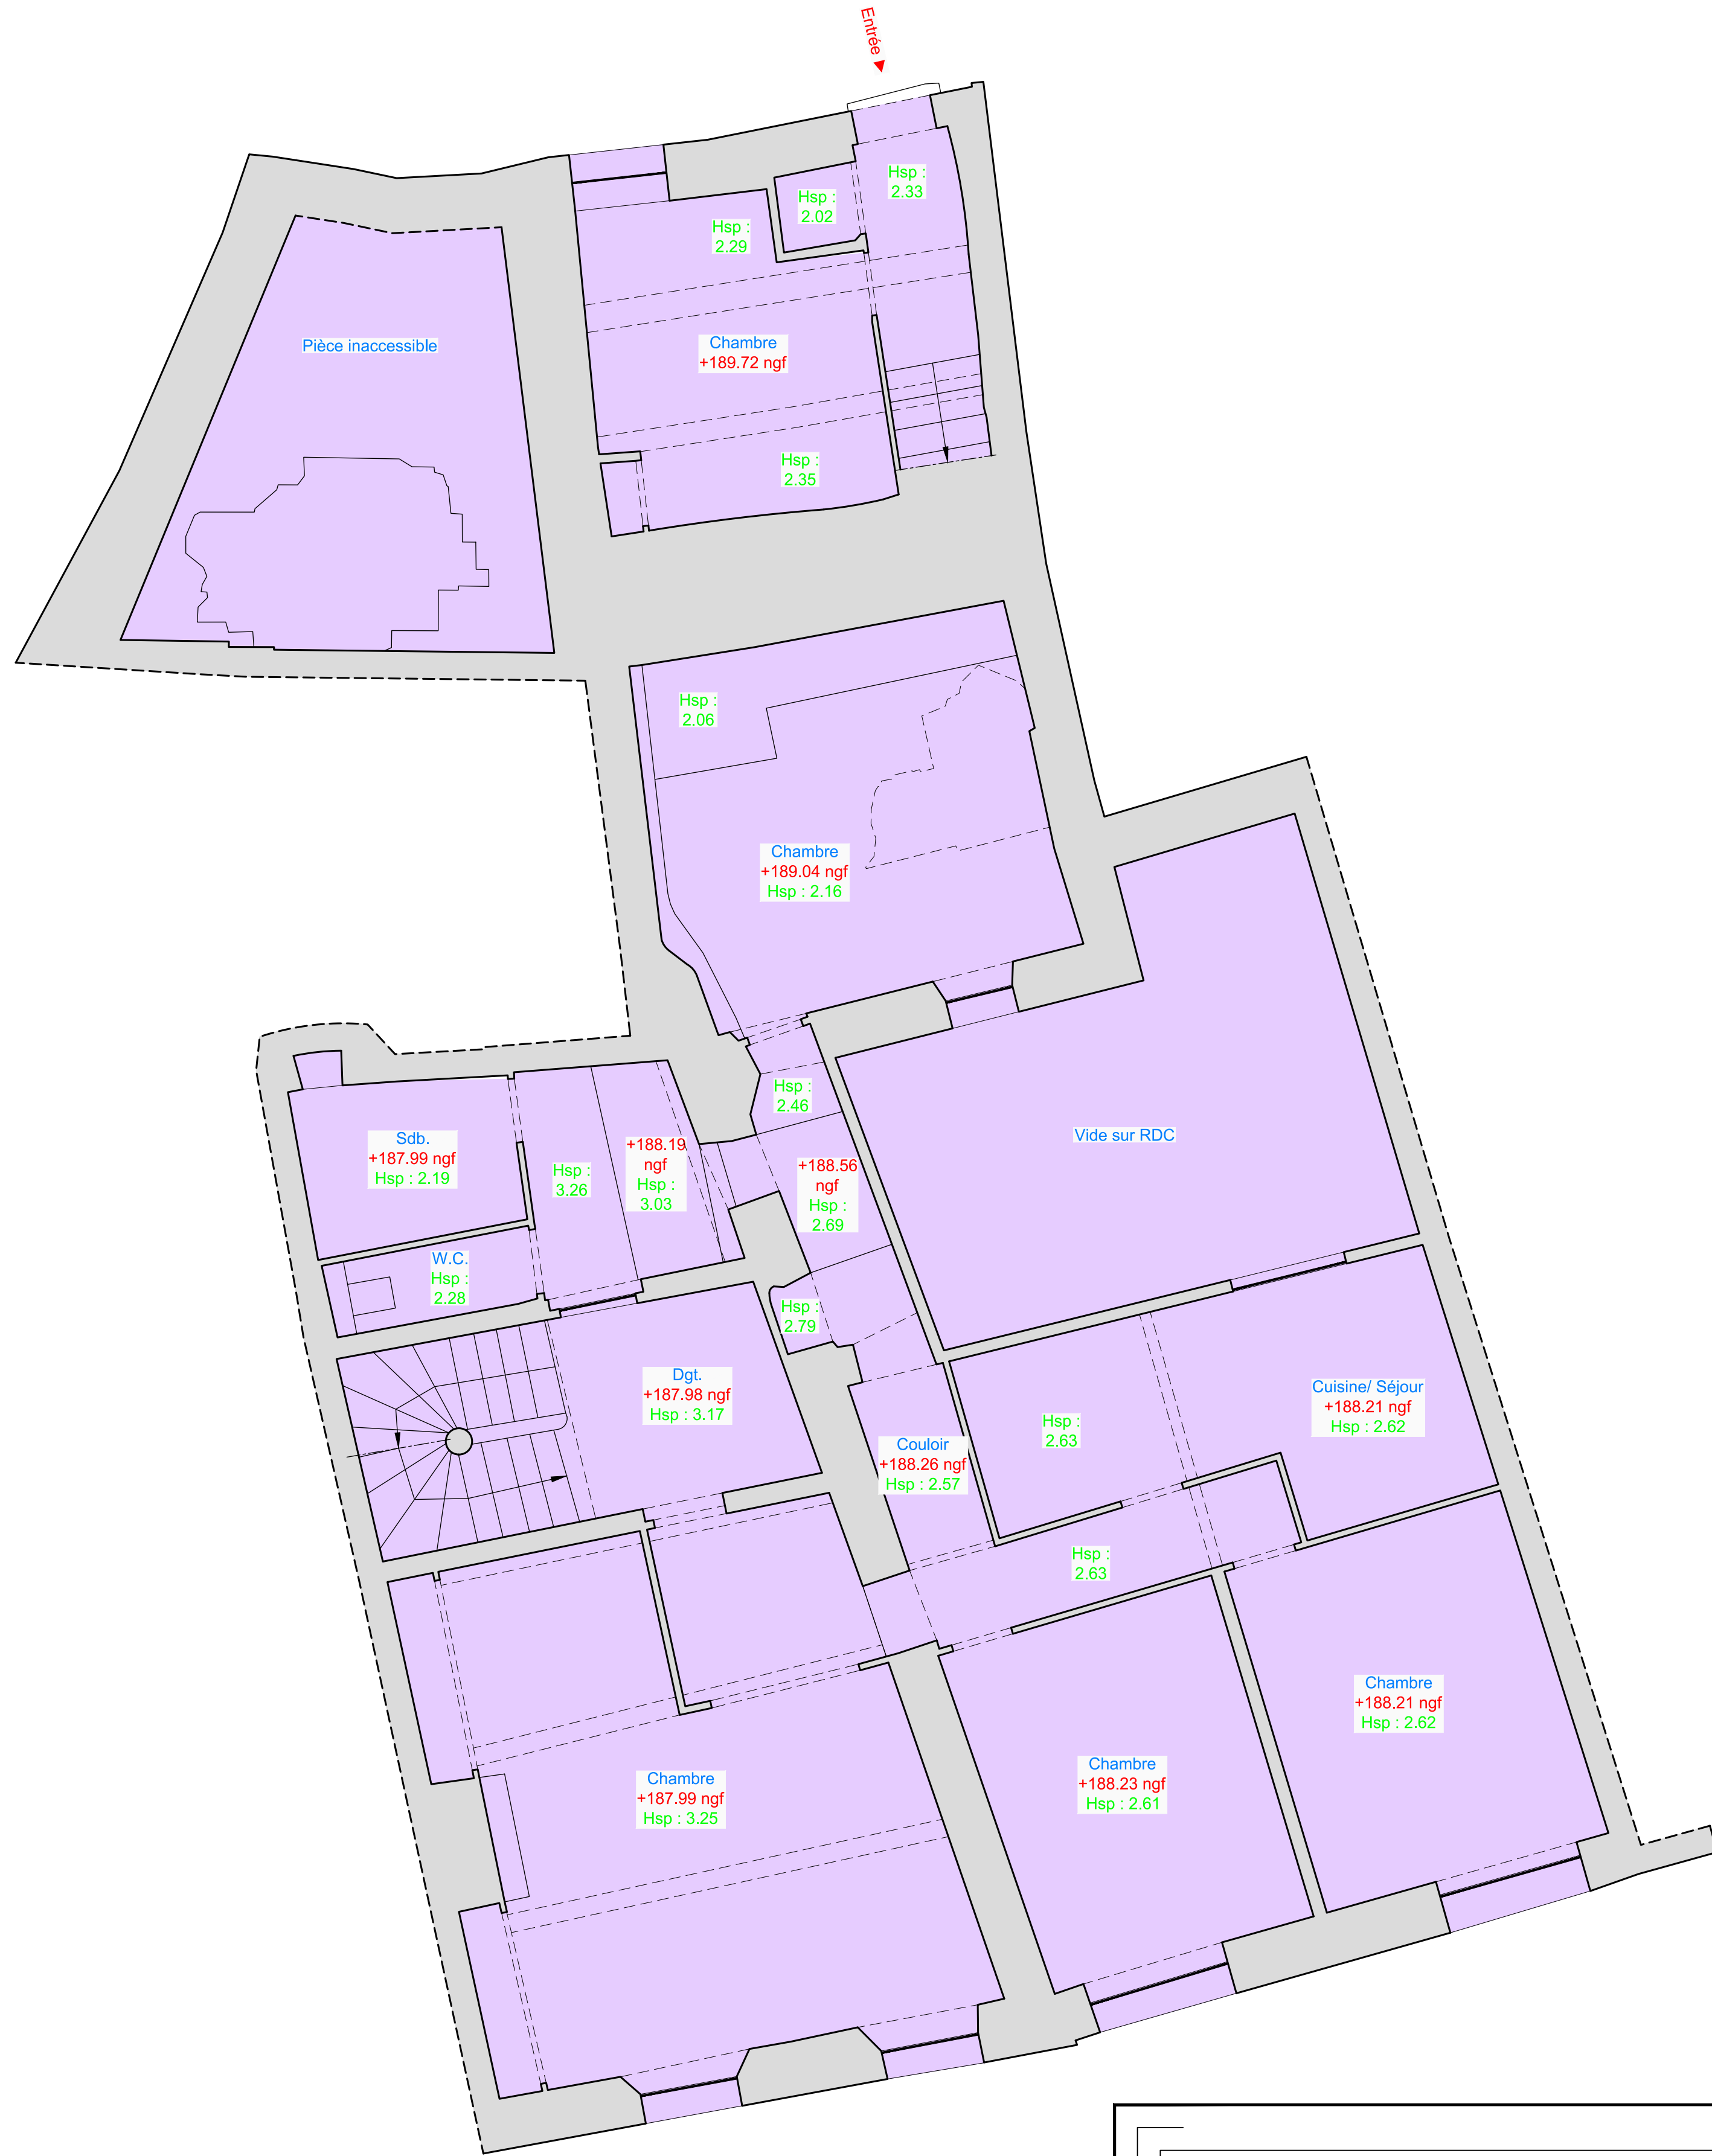 Entrée
Hsp :
2.33
Hsp :
2.02
Hsp :
2.29
Pièce inaccessible
Chambre
+189.72 ngf
Hsp :
2.35
Hsp :
2.06
Chambre
+189.04 ngf
Hsp : 2.16
Hsp :
2.46
Vide sur RDC
Sdb.
+187.99 ngf
Hsp : 2.19
Hsp :
3.26
+188.19
ngf
Hsp :
3.03
+188.56
ngf
Hsp :
2.69
W.C.
Hsp :
2.28
Hsp :
2.79
Dgt.
+187.98 ngf
Hsp : 3.17
Cuisine/ Séjour
+188.21 ngf
Hsp : 2.62
Hsp :
2.63
Couloir
+188.26 ngf
Hsp : 2.57
Hsp :
2.63
Chambre
+188.21 ngf
Hsp : 2.62
Chambre
+188.23 ngf
Hsp : 2.61
Chambre
+187.99 ngf
Hsp : 3.25